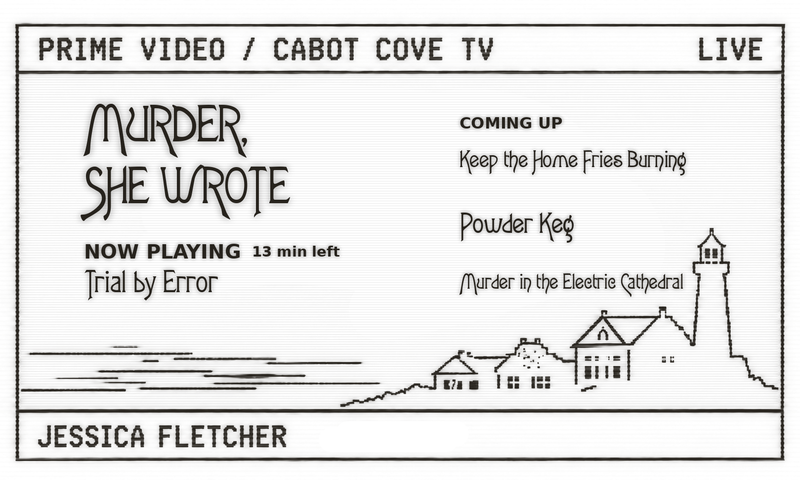 PRIME VIDEO / CABOT COVE TV LIVE
MURDER,
SHE WROTE
NOW PLAYING 13 min left
Trial by Error
COMING UP
Keep the Home Fries Burning
Powder Keg
Murder in the Electric Cathedral
JESSICA FLETCHER